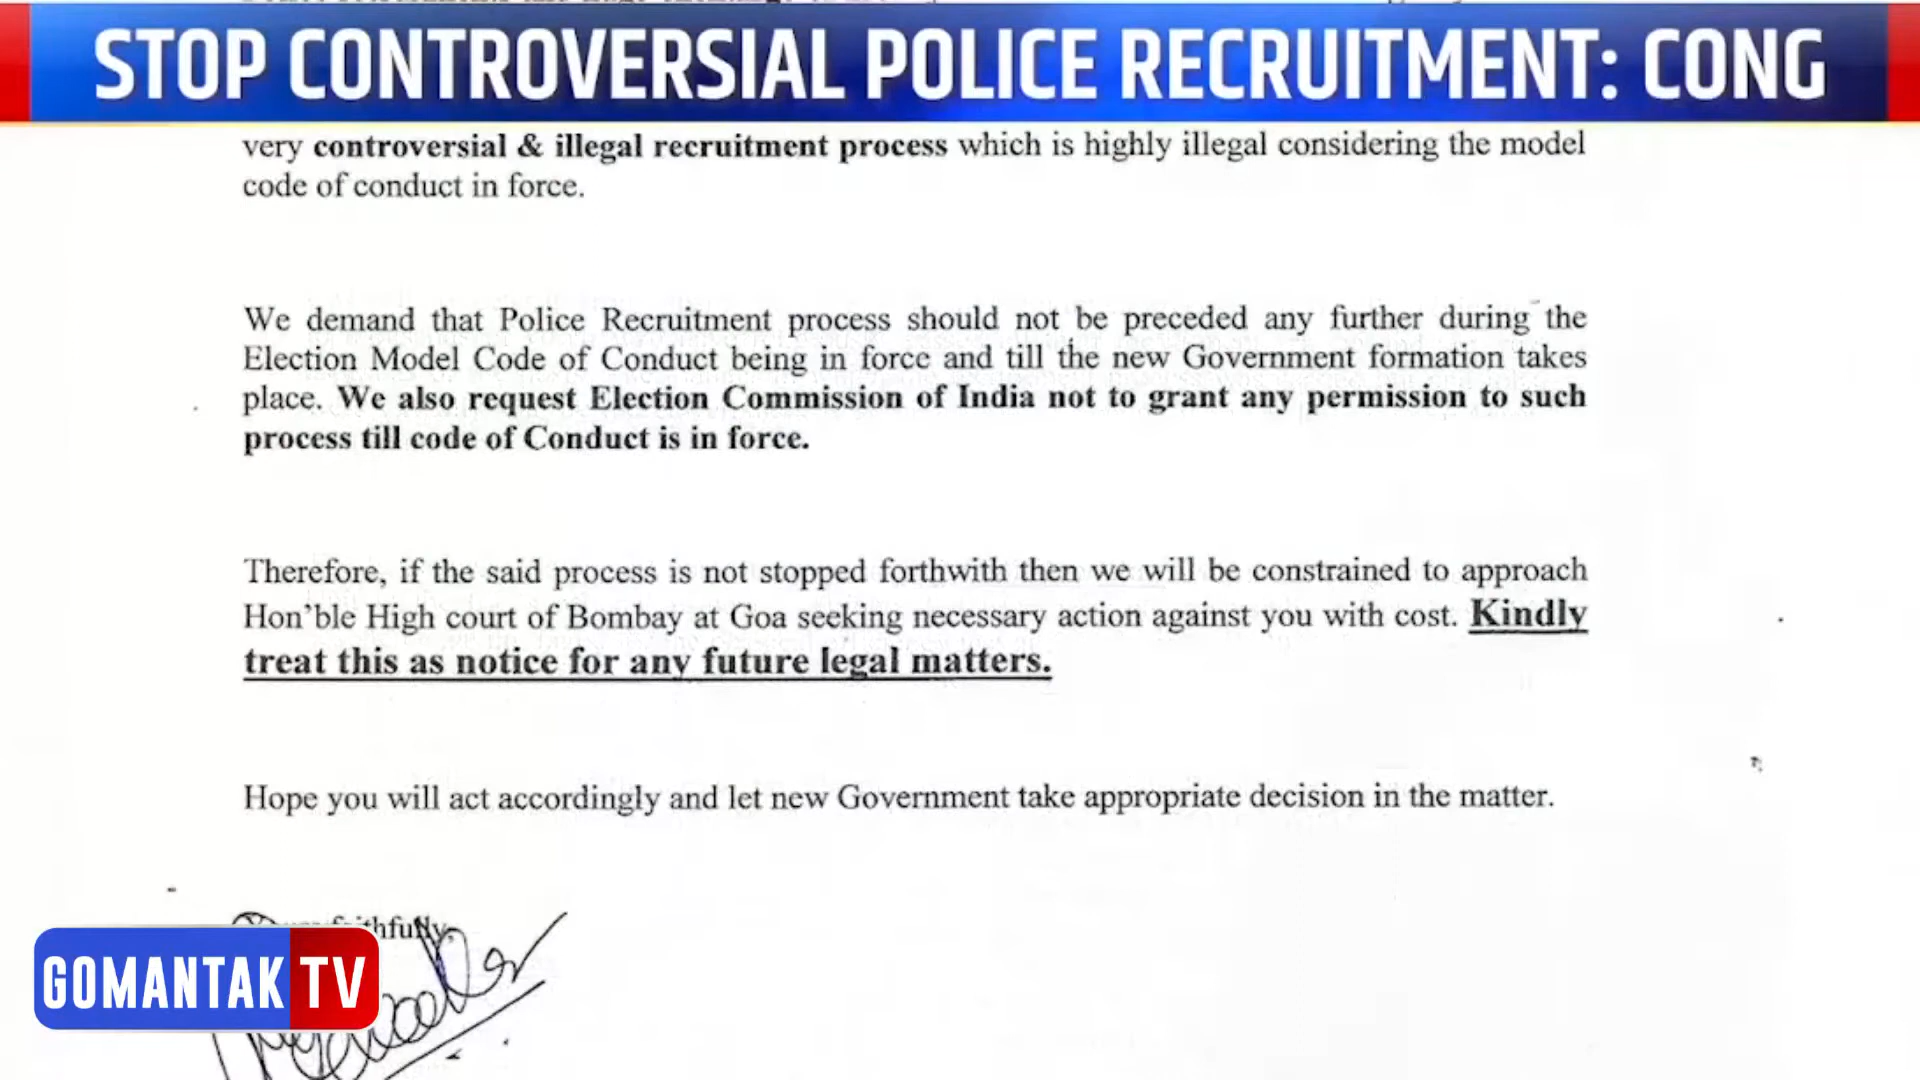 STOP CONTROVERSIAL POLICE RECRUITMENT: CONG
very controversial & illegal recruitment process which is highly illegal considering the model
code of conduct in force.
We demand that Police Recruitment process should not be preceded any further during the
Election Model Code of Conduct being in force and till the new Government formation takes
place. We also request Election Commission of India not to grant any permission to such
process till code of Conduct is in force.
Therefore, if the said process is not stopped forthwith then we will be constrained to approach
Hon'ble High court of Bombay at Goa seeking necessary action against you with cost. Kindly
treat this as notice for any future legal matters.
Hope you will act accordingly and let new Government take appropriate decision in the matter.
GOMANTAK TV